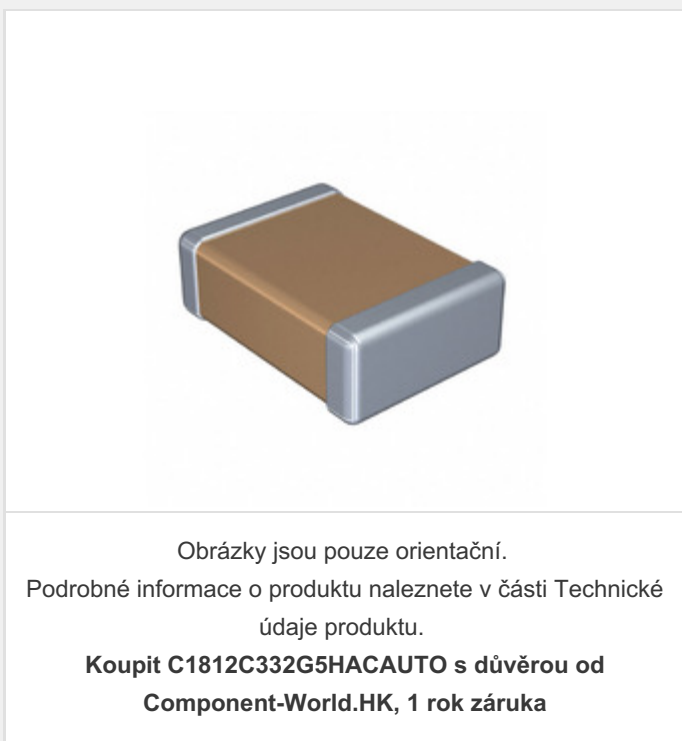 Obrázky jsou pouze orientační.
Podrobné informace o produktu naleznete v části Technické
údaje produktu.
Koupit C1812C332G5HACAUTO s důvěrou od
Component-World.HK, 1 rok záruka